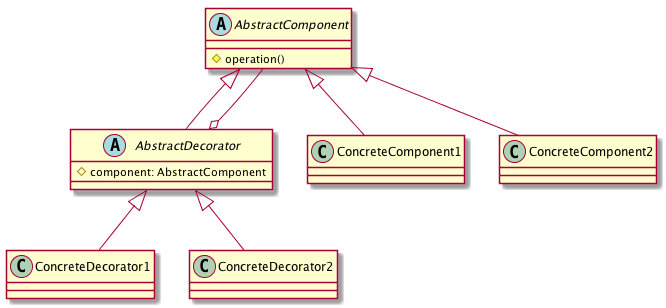 A AbstractComponent
operation()
A AbstractDecorator
component: AbstractComponent
C ConcreteComponent1
C ConcreteComponent2
C ConcreteDecorator1
C ConcreteDecorator2